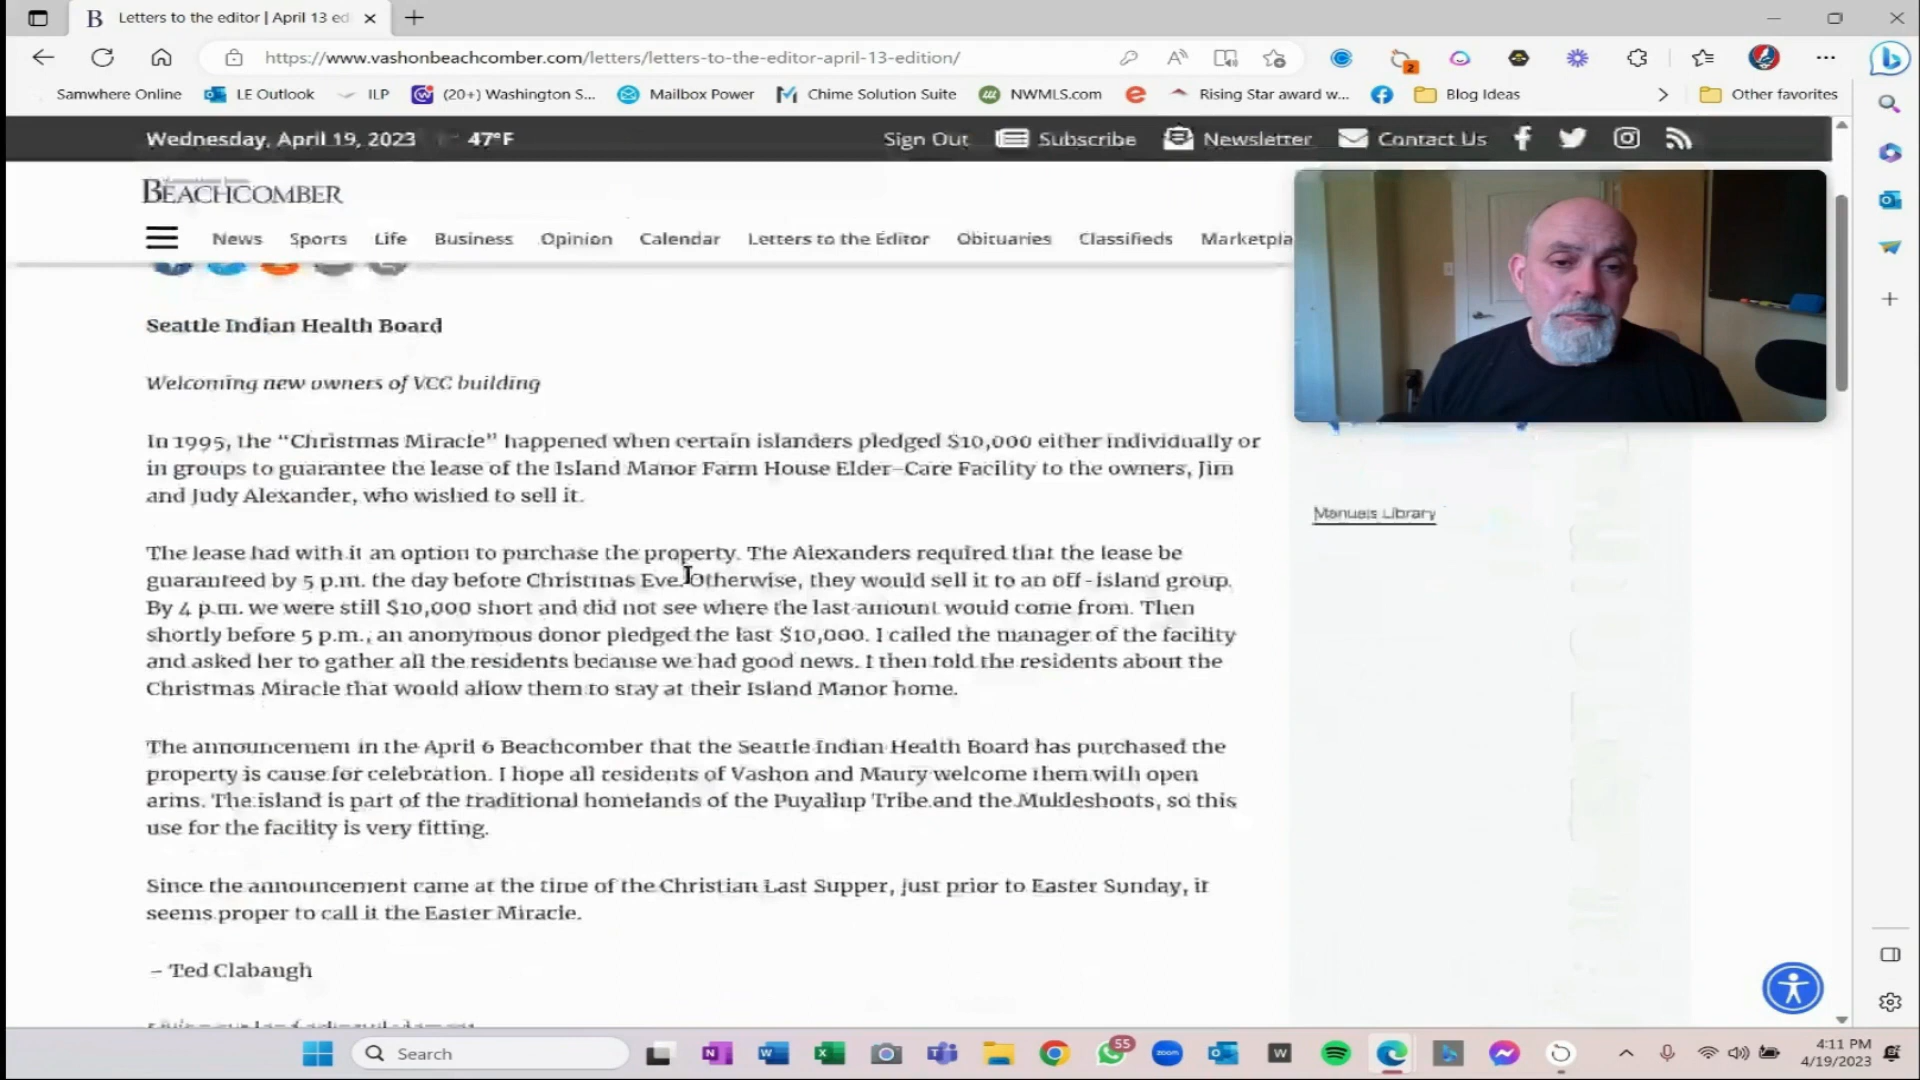 Letters to the editor | April 13 ed
https://www.vashonbeachcomber.com/letters/letters-to-the-editor-april-13-edition/
2
Samwhere Online LE Outlook ILP (20+) Washington S... Mailbox Power Chime Solution Suite NWMLS.com Rising Star award w... Blog Ideas Other favorites
Wednesday, April 19, 2023 47°F Sign Out Subscribe Newsletter Contact Us
BEACHCOMBER
News Sports Life Business Opinion Calendar Letters to the Editor Obituaries Classifieds Marketpla
Seattle Indian Health Board
Welcoming new owners of VCC building
In 1995, the “Christmas Miracle” happened when certain islanders pledged $10,000 either individually or
in groups to guarantee the lease of the Island Manor Farm House Elder-Care Facility to the owners, Jim
and Judy Alexander, who wished to sell it.
Manuals Library
The lease had with it an option to purchase the property. The Alexanders required that the lease be
guaranteed by 5 p.m. the day before Christmas Eve. Otherwise, they would sell it to an off-island group.
By 4 p.m. we were still $10,000 short and did not see where the last amount would come from. Then
shortly before 5 p.m., an anonymous donor pledged the last $10,000. I called the manager of the facility
and asked her to gather all the residents because we had good news. I then told the residents about the
Christmas Miracle that would allow them to stay at their Island Manor home.
The announcement in the April 6 Beachcomber that the Seattle Indian Health Board has purchased the
property is cause for celebration. I hope all residents of Vashon and Maury welcome them with open
arms. The island is part of the traditional homelands of the Puyallup Tribe and the Mukleshoots, so this
use for the facility is very fitting.
Since the announcement came at the time of the Christian Last Supper, just prior to Easter Sunday, it
seems proper to call it the Easter Miracle.
– Ted Clabaugh
Search
55
zoom
4:11 PM
4/19/2023